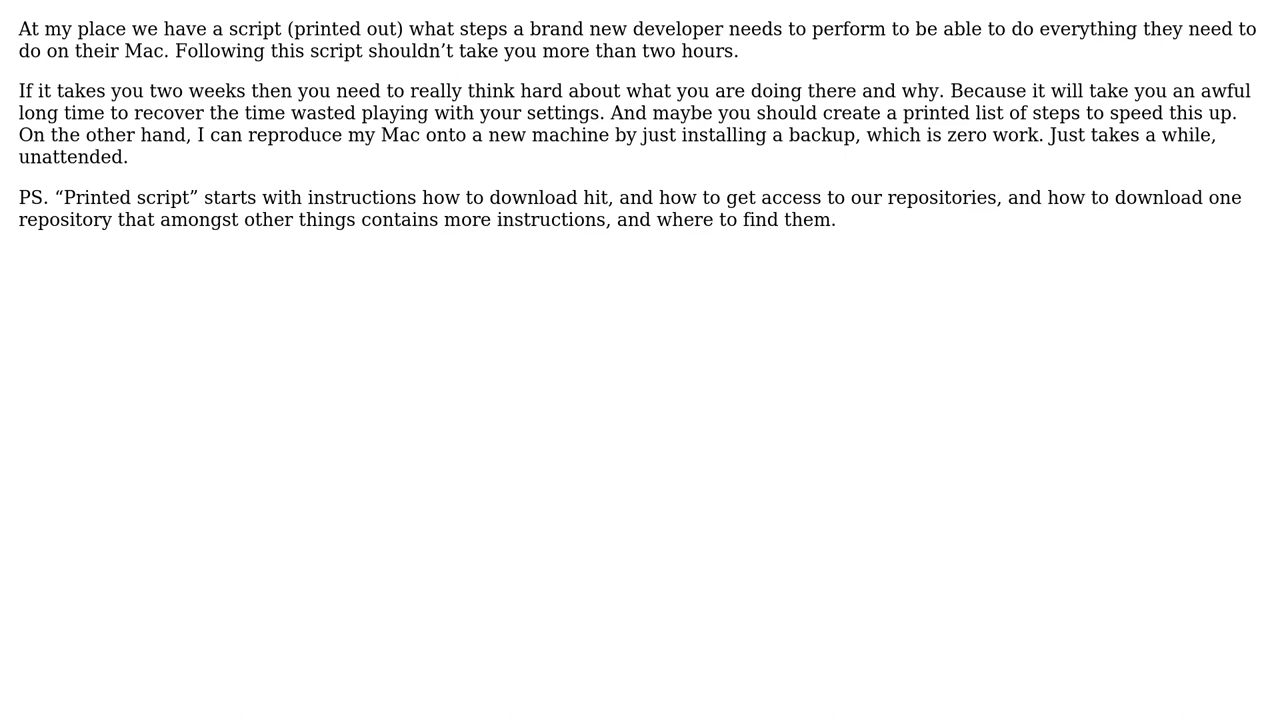 At my place we have a script (printed out) what steps a brand new developer needs to perform to be able to do everything they need to
do on their Mac. Following this script shouldn’t take you more than two hours.
If it takes you two weeks then you need to really think hard about what you are doing there and why. Because it will take you an awful
long time to recover the time wasted playing with your settings. And maybe you should create a printed list of steps to speed this up.
On the other hand, I can reproduce my Mac onto a new machine by just installing a backup, which is zero work. Just takes a while,
unattended.
PS. “Printed script” starts with instructions how to download hit, and how to get access to our repositories, and how to download one
repository that amongst other things contains more instructions, and where to find them.